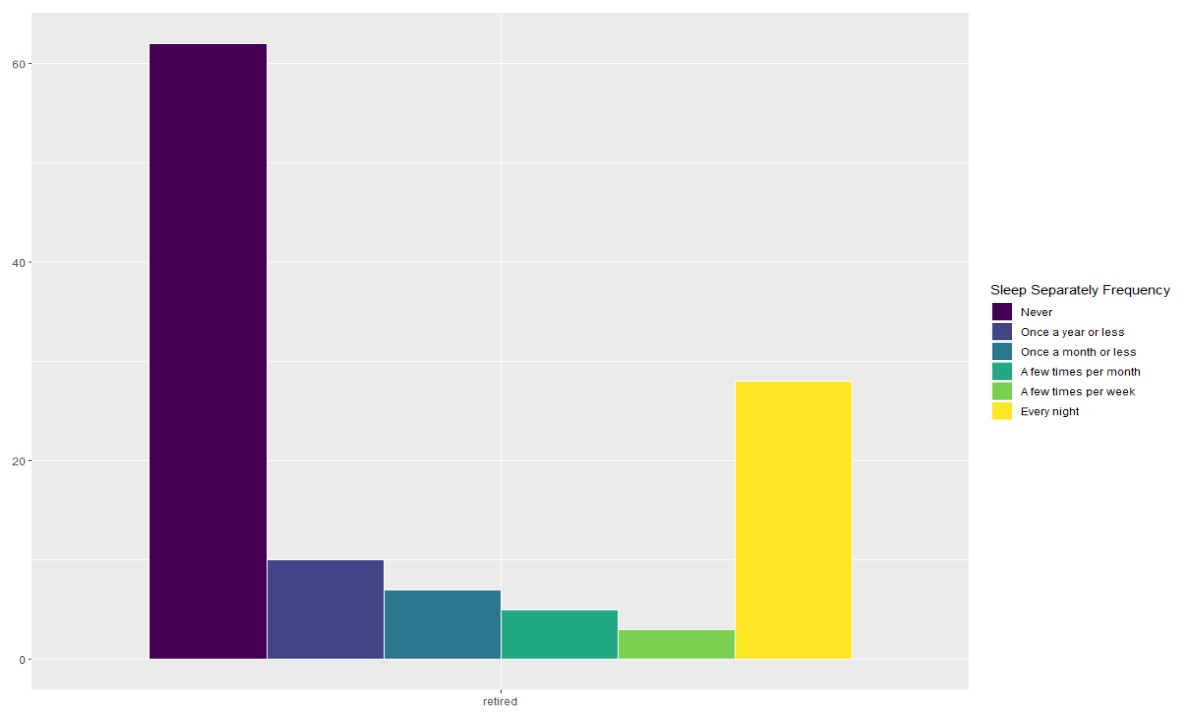 60
40
20
0
retired
Sleep Separately Frequency
Never
Once a year or less
Once a month or less
A few times per month
A few times per week
Every night